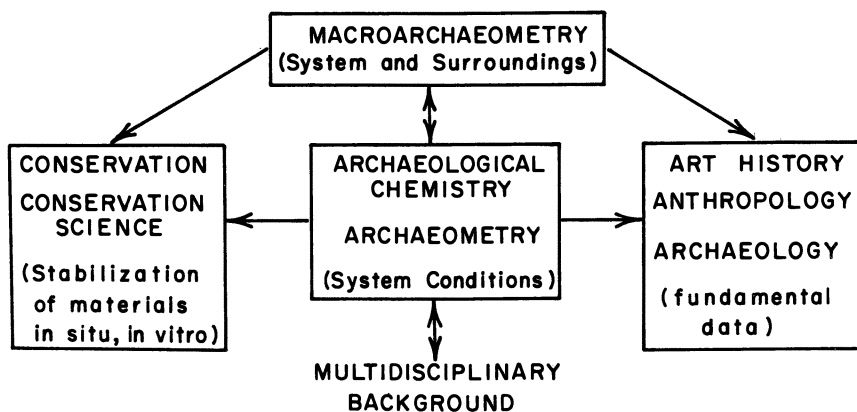 MACROARCHAEOMETRY
(System and Surroundings)
CONSERVATION
CONSERVATION
SCIENCE
(Stabilization
of materials
in situ, in vitro)
ARCHAEOLOGICAL
CHEMISTRY
ARCHAEOMETRY
(System Conditions)
ART HISTORY
ANTHROPOLOGY
ARCHAEOLOGY
(fundamental
data)
MULTIDISCIPLINARY
BACKGROUND